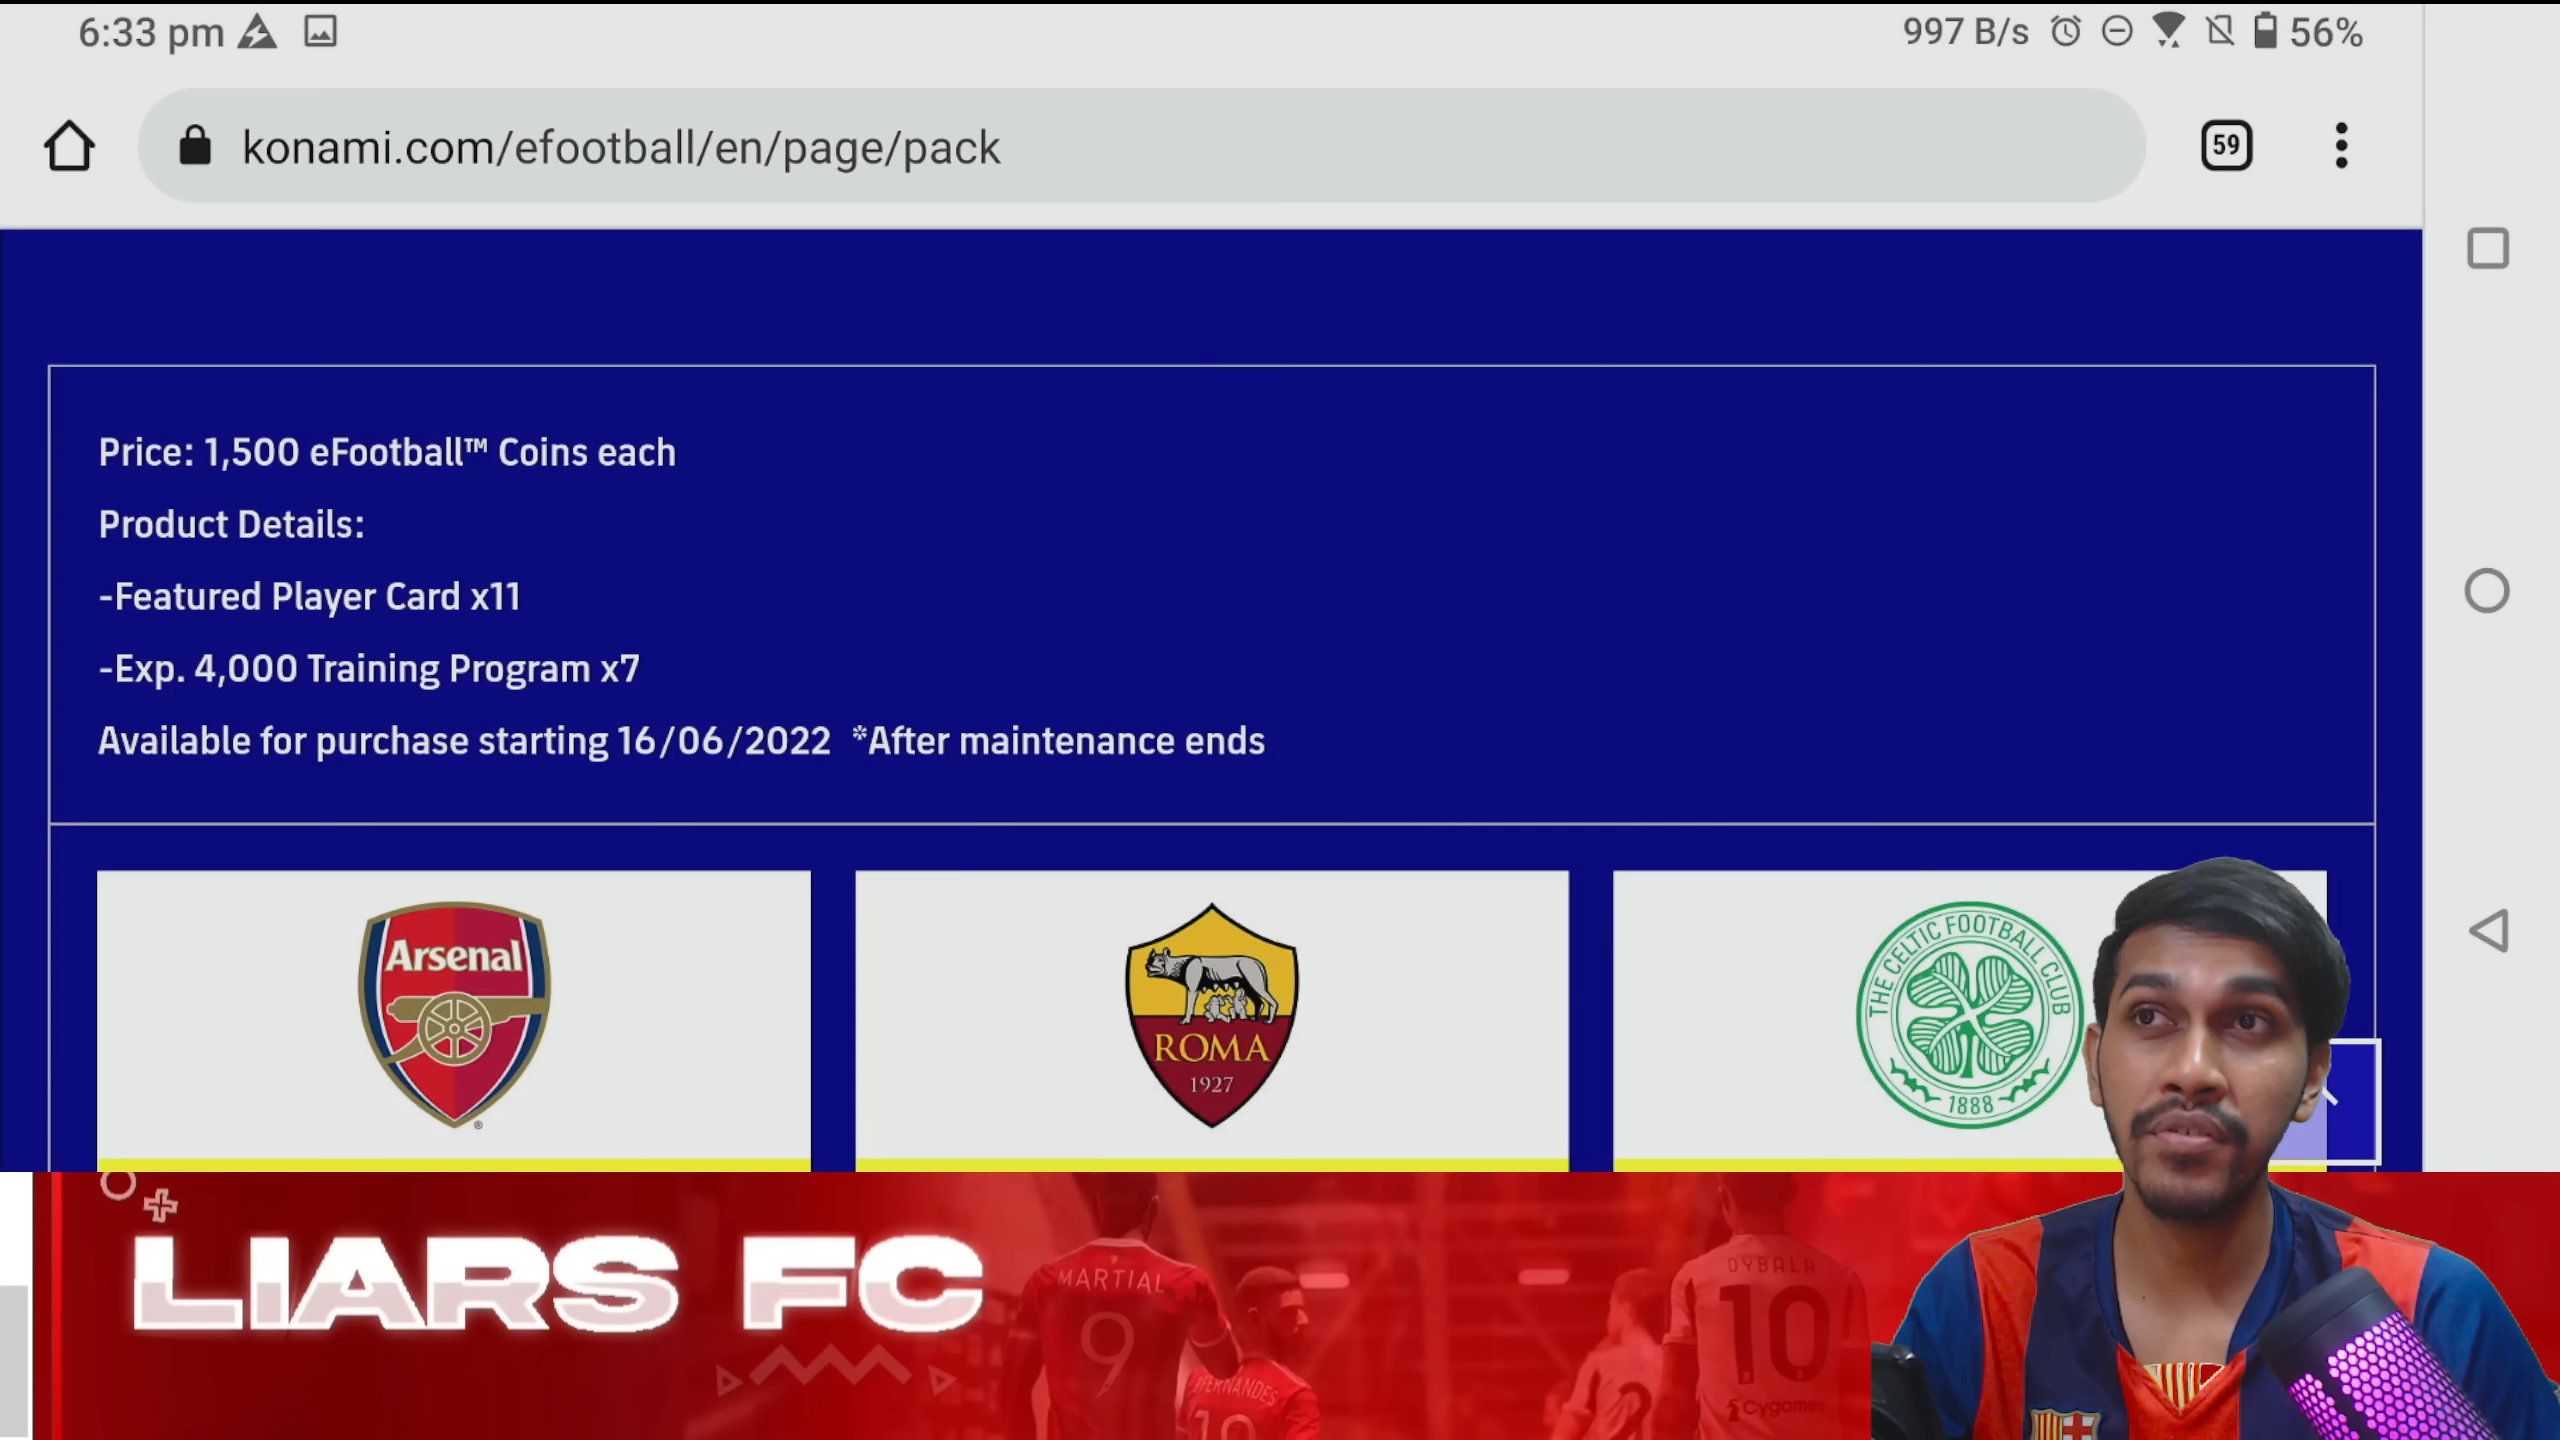 6:33 pm
997 B/s
56%
konami.com/efootball/en/page/pack
59
Price: 1,500 eFootball™ Coins each
Product Details:
-Featured Player Card x11
-Exp. 4,000 Training Program x7
Available for purchase starting 16/06/2022 *After maintenance ends
Arsenal
®
ROMA
1927
THE CELTIC FOOTBALL CLUB
1888
LIARS FC
MARTIAL
9
B.FERNANDES
DYBALA
10
Cygames